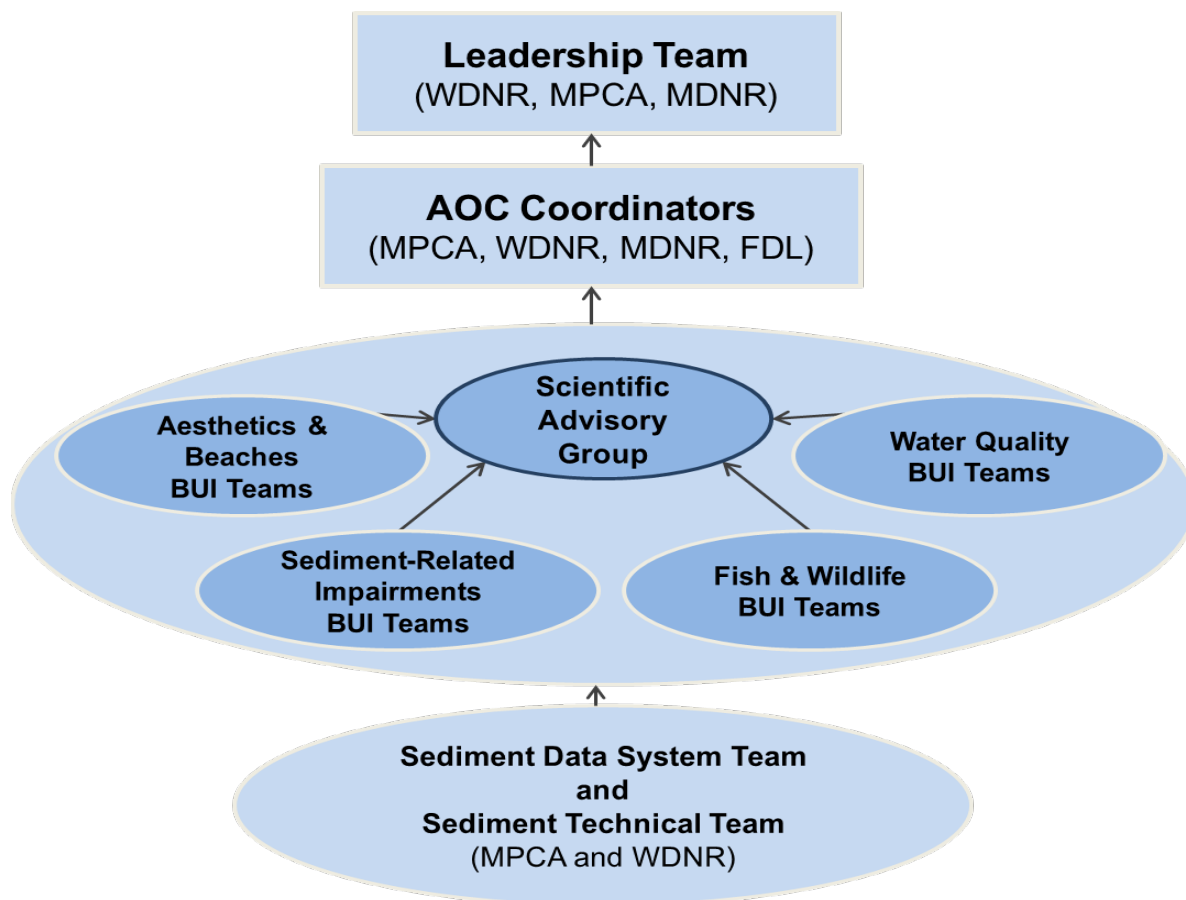 Leadership Team
(WDNR, MPCA, MDNR)
AOC Coordinators
(MPCA, WDNR, MDNR, FDL)
Scientific
Advisory
Group
Aesthetics &
Beaches
BUI Teams
Water Quality
BUI Teams
Sediment-Related
Impairments
BUI Teams
Fish & Wildlife
BUI Teams
Sediment Data System Team
and
Sediment Technical Team
(MPCA and WDNR)